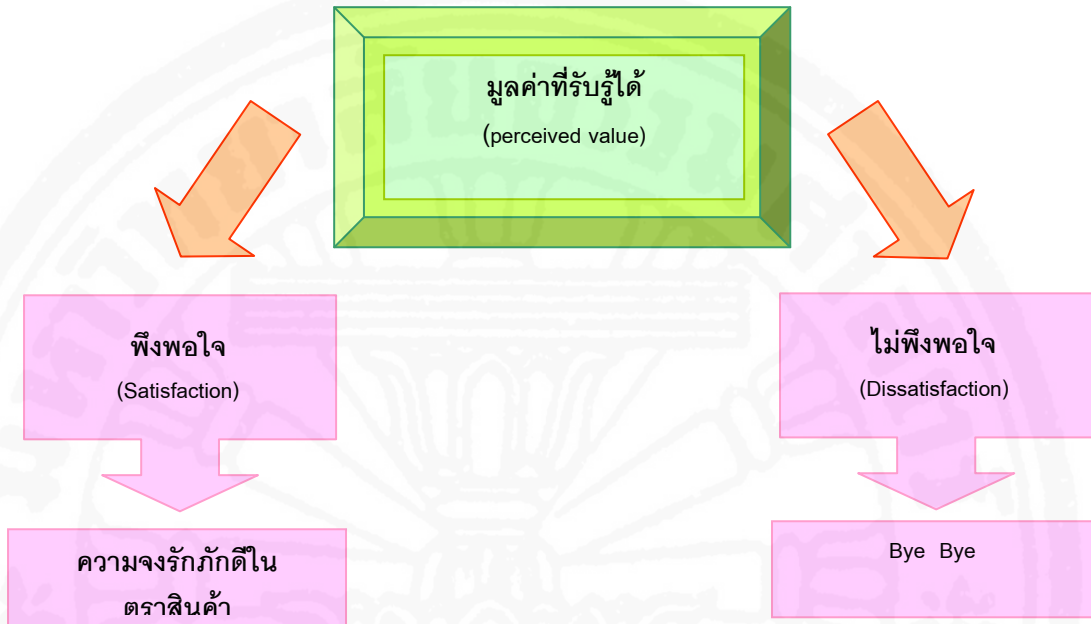 มูลค่าที่รับรู้ได้
(perceived value)
พึงพอใจ
(Satisfaction)
ไม่พึงพอใจ
(Dissatisfaction)
ความจงรักภักดีใน
ตราสินค้า
Bye Bye